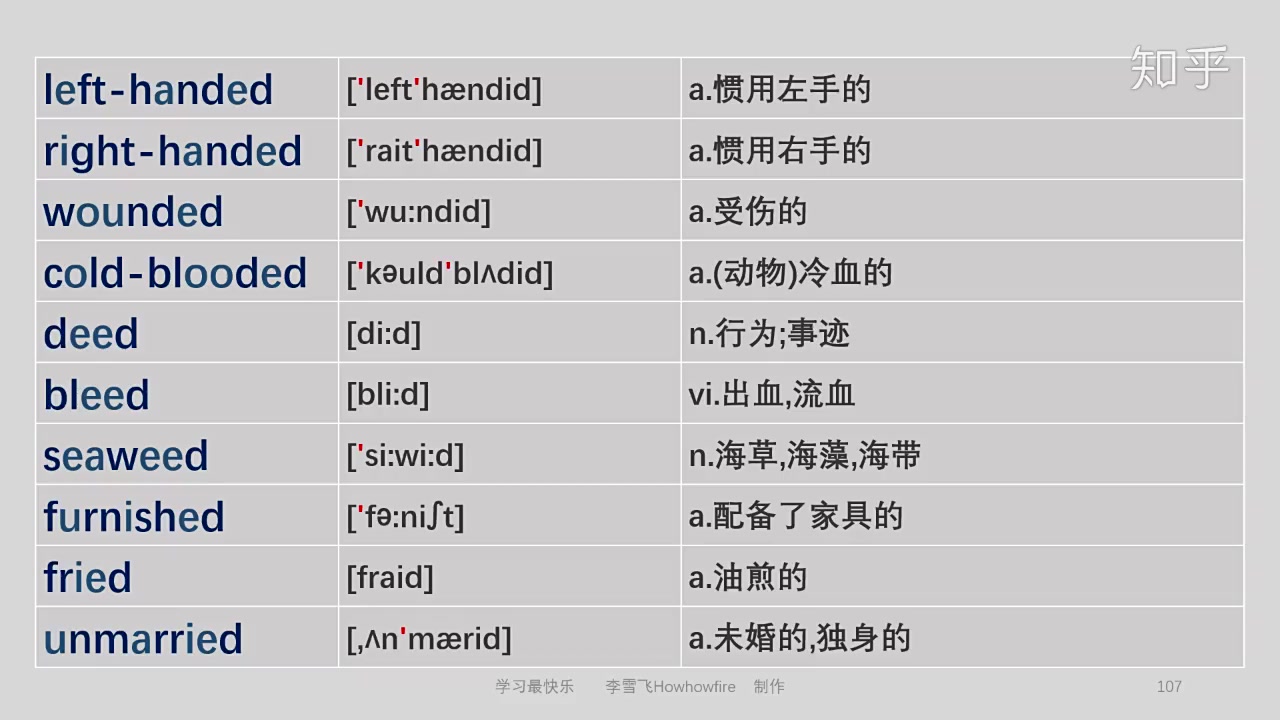 知乎
left-handed ['left'hændid] a.惯用左手的
right-handed ['rait'hændid] a.惯用右手的
wounded ['wu:ndid] a.受伤的
cold-blooded ['kəuld'blʌdid] a.(动物)冷血的
deed [di:d] n.行为;事迹
bleed [bli:d] vi.出血,流血
seaweed ['si:wi:d] n.海草,海藻,海带
furnished ['fə:niʃt] a.配备了家具的
fried [fraid] a.油煎的
unmarried [,ʌn'mærid] a.未婚的,独身的
学习最快乐 李雪飞Howhowfire 制作 107